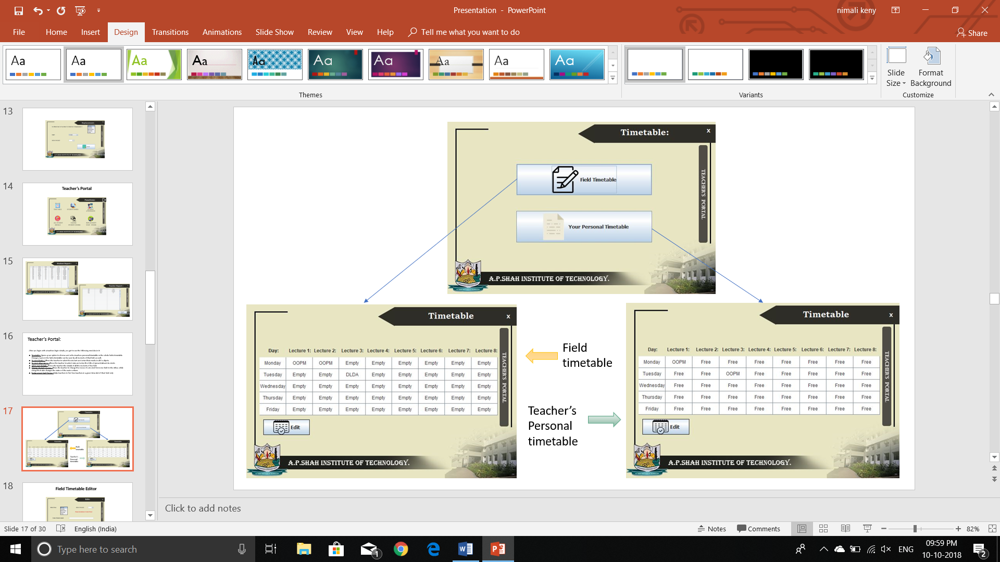 Presentation - PowerPoint
nimali keny
File Home Insert Design Transitions Animations Slide Show Review View Help Tell me what you want to do
Share
Aa Aa Aa Aa Aa Aa Aa Aa Aa Aa
Slide Size
Format Background
Themes
Variants
Customize
13
14
Teacher's Portal
15
16
Teacher's Portal:
17
18
Field Timetable Editor
Timetable: x
Field Timetable
Your Personal Timetable
TEACHER'S PORTAL
A.P.SHAH INSTITUTE OF TECHNOLOGY.
Timetable x
Day: Lecture 1: Lecture 2: Lecture 3: Lecture 4: Lecture 5: Lecture 6: Lecture 7: Lecture 8:
Monday OOPM OOPM Empty Empty Empty Empty Empty Empty
Tuesday Empty Empty DLDA Empty Empty Empty Empty Empty
Wednesday Empty Empty Empty Empty Empty Empty Empty Empty
Thursday Empty Empty Empty Empty Empty Empty Empty Empty
Friday Empty Empty Empty Empty Empty Empty Empty Empty
Edit
TEACHER'S PORTAL
A.P.SHAH INSTITUTE OF TECHNOLOGY.
Field
timetable
Teacher's
Personal
timetable
Timetable x
Day: Lecture 1: Lecture 2: Lecture 3: Lecture 4: Lecture 5: Lecture 6: Lecture 7: Lecture 8:
Monday OOPM Free Free Free Free Free Free Free
Tuesday Free Free OOPM Free Free Free Free Free
Wednesday Free Free Free Free Free Free Free Free
Thursday Free Free Free Free Free Free Free Free
Friday Free Free Free Free Free Free Free Free
Edit
TEACHER'S PORTAL
A.P.SHAH INSTITUTE OF TECHNOLOGY.
Click to add notes
Slide 17 of 30 English (India)
Notes Comments 82%
Type here to search
1
ENG
09:59 PM
10-10-2018
2